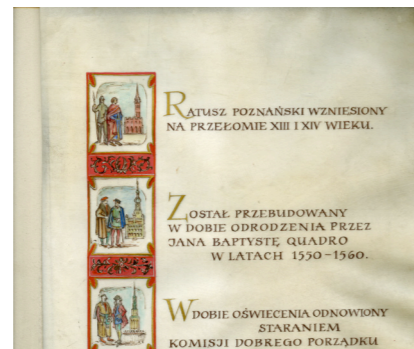 RATUSZ POZNAŃSKI WZNIESIONY
NA PRZEŁOMIE XIII I XIV WIEKU.
ZOSTAŁ PRZEBUDOWANY
W DOBIE ODRODZENIA PRZEZ
JANA BAPTYSTĘ QUADRO
W LATACH 1550-1560.
W DOBIE OŚWIECENIA ODNOWIONY
STARANIEM
KOMISJI DOBREGO PORZĄDKU